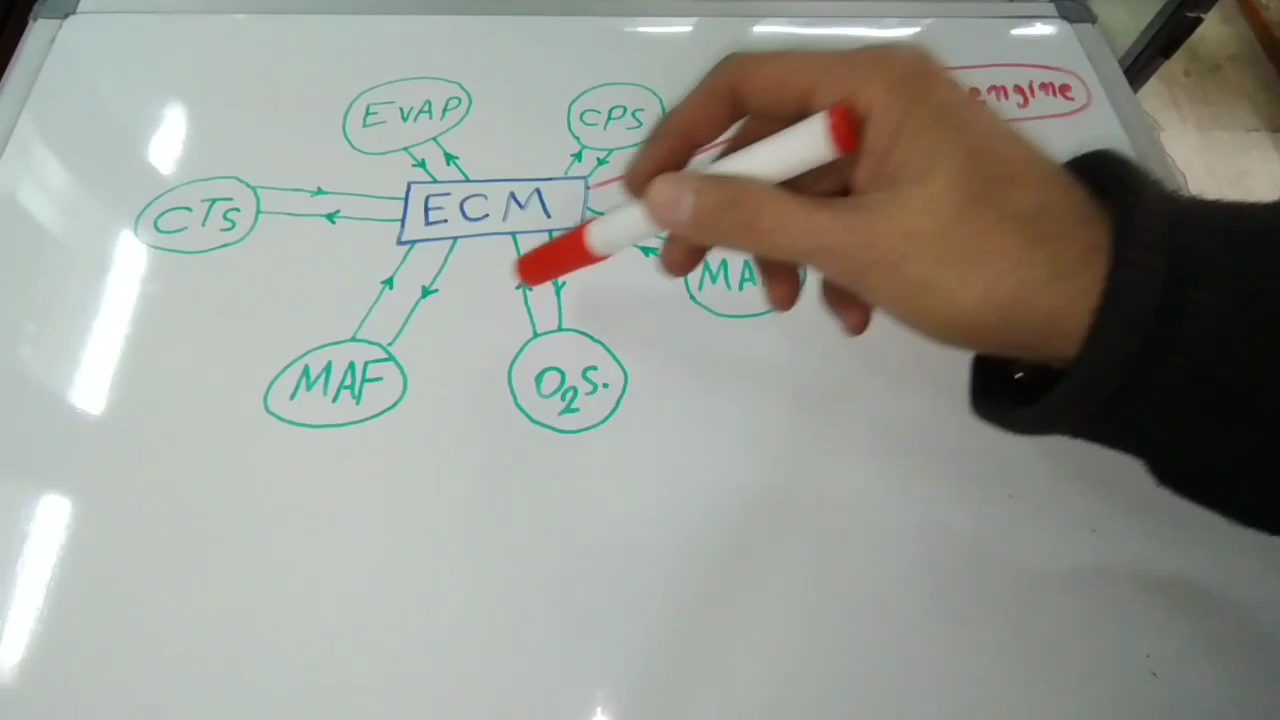 EVAP
CPS
engine
CTs
ECM
MAF
O2s.